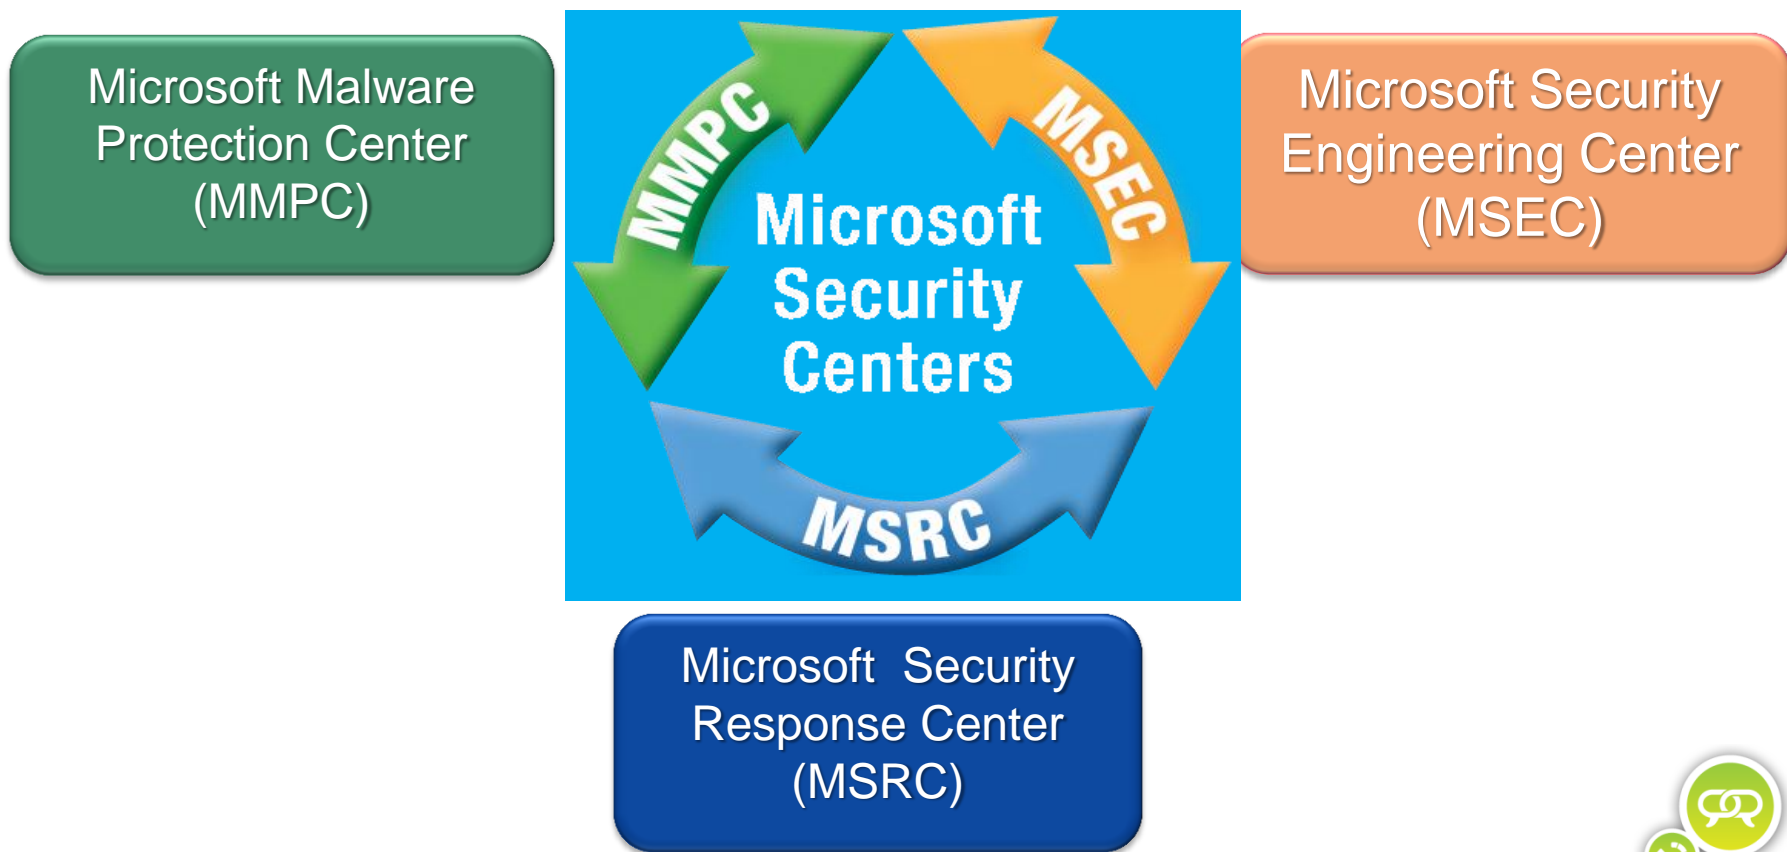 Microsoft Malware
Protection Center
(MMPC)
MMPC
MSEC
Microsoft
Security
Centers
MSRC
Microsoft Security
Engineering Center
(MSEC)
Microsoft  Security
Response Center
(MSRC)